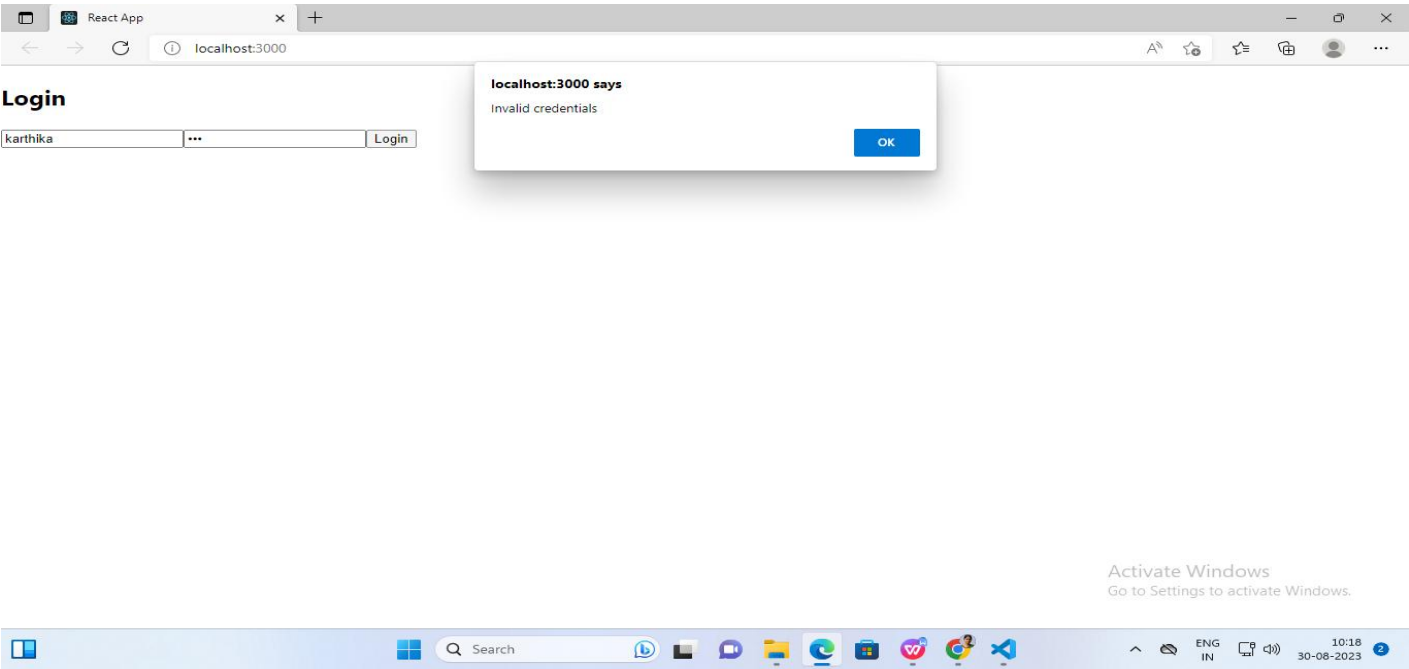 React App
localhost:3000
localhost:3000 says
Invalid credentials
OK
Login
karthika
Login
Activate Windows
Go to Settings to activate Windows.
Search
ENG
IN
10:18
30-08-2023
2